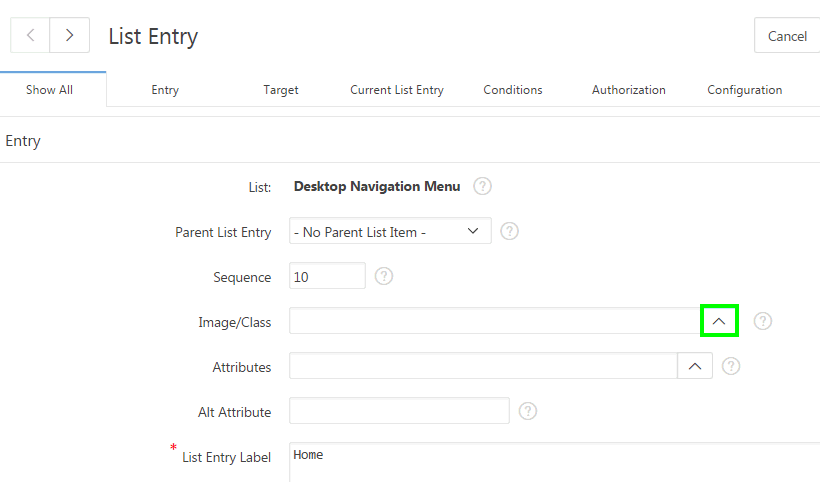 List Entry
Cancel
Show All Entry Target Current List Entry Conditions Authorization Configuration
Entry
List: Desktop Navigation Menu ?
Parent List Entry - No Parent List Item - ?
Sequence 10 ?
Image/Class ?
Attributes ?
Alt Attribute ?
* List Entry Label Home